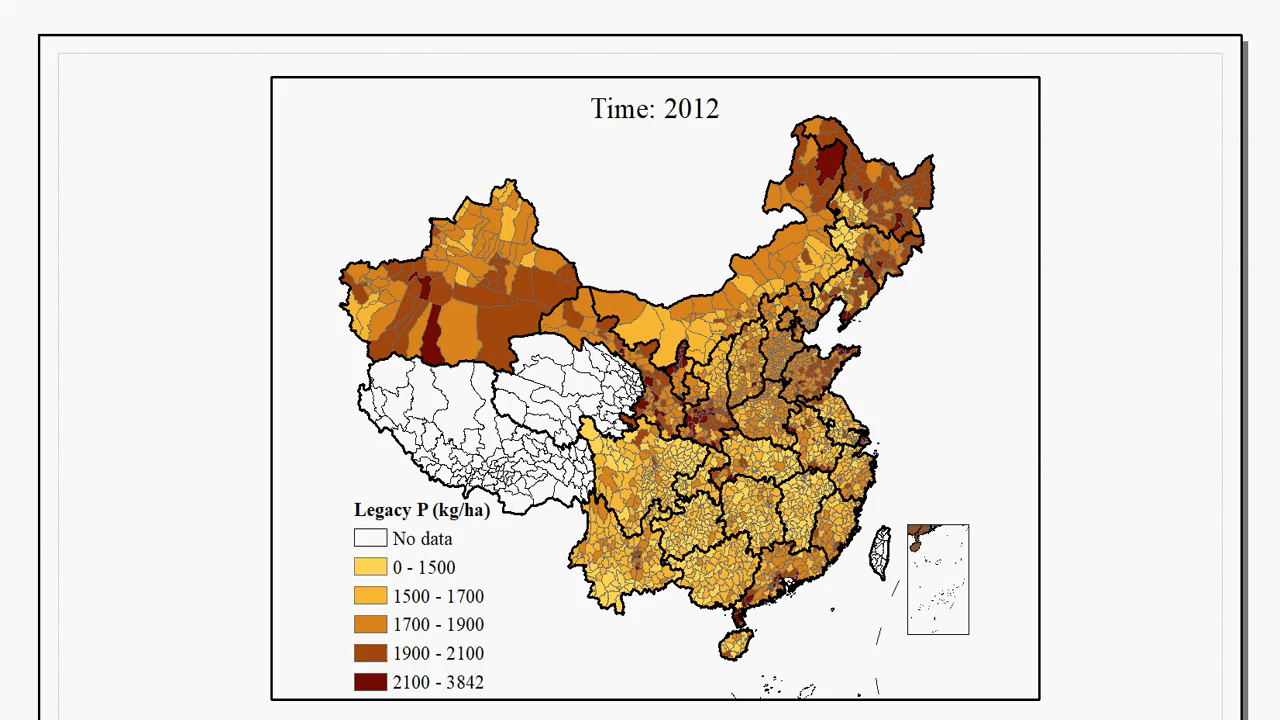 Time: 2012
Legacy P (kg/ha)
No data
0 - 1500
1500 - 1700
1700 - 1900
1900 - 2100
2100 - 3842